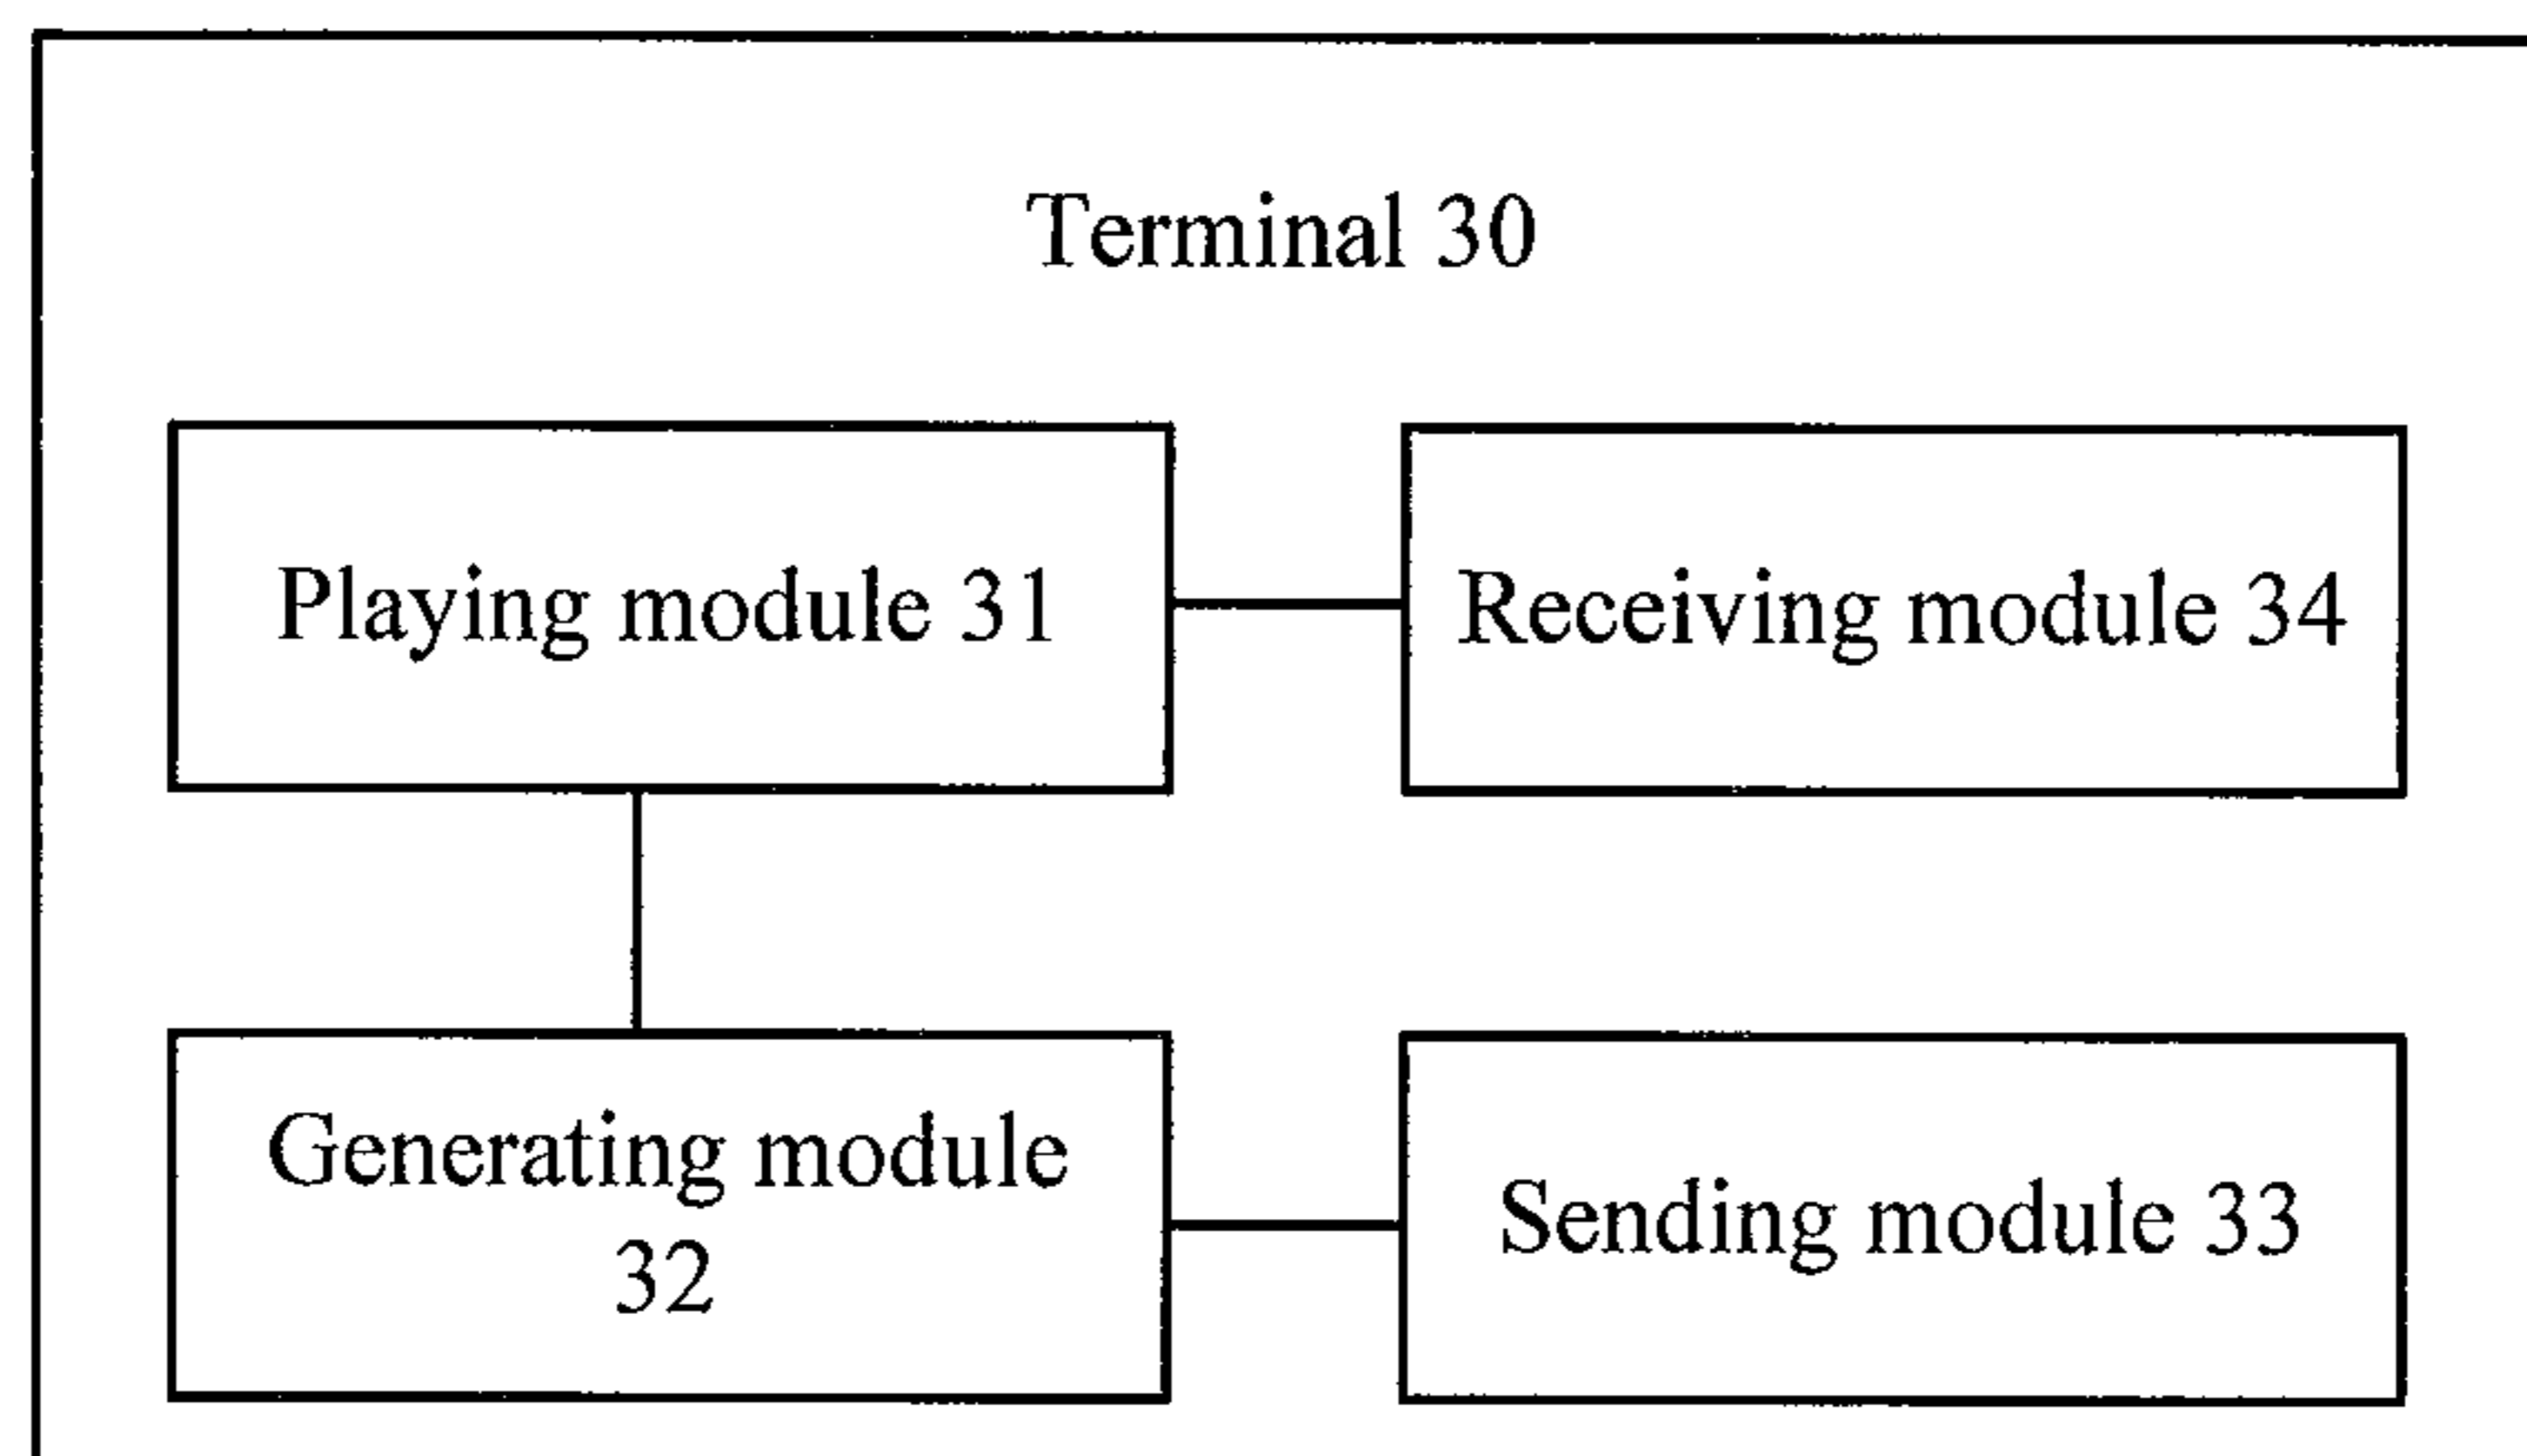 Terminal 30
Playing module 31
Receiving module 34
Generating module
32
Sending module 33